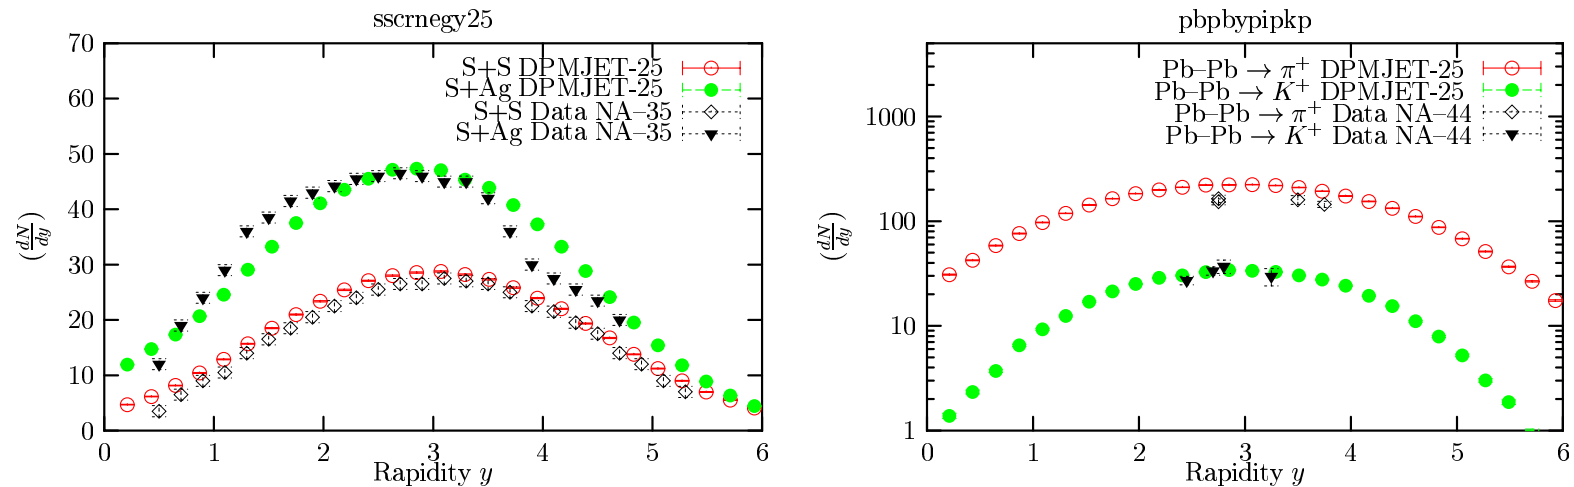 sscrnegy25
70
60
50
40
30
20
10
0
(dN/dy)
S+S DPMJET-25
S+Ag DPMJET-25
S+S Data NA–35
S+Ag Data NA–35
0 1 2 3 4 5 6
Rapidity y
pbpbypipkp
1000
100
10
1
(dN/dy)
Pb–Pb → π⁺ DPMJET-25
Pb–Pb → K⁺ DPMJET-25
Pb–Pb → π⁺ Data NA–44
Pb–Pb → K⁺ Data NA–44
0 1 2 3 4 5 6
Rapidity y